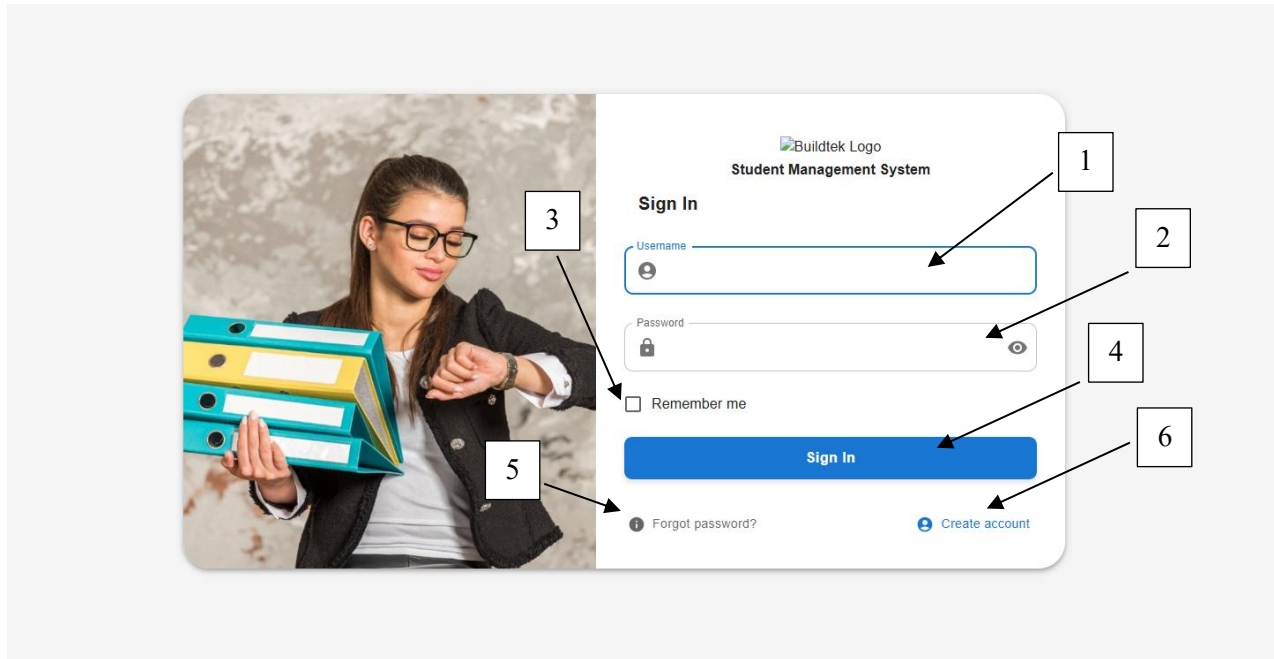 Buildtek Logo
Student Management System
1
Sign In
3
2
Username
Password
4
Remember me
6
Sign In
5
Forgot password?
Create account